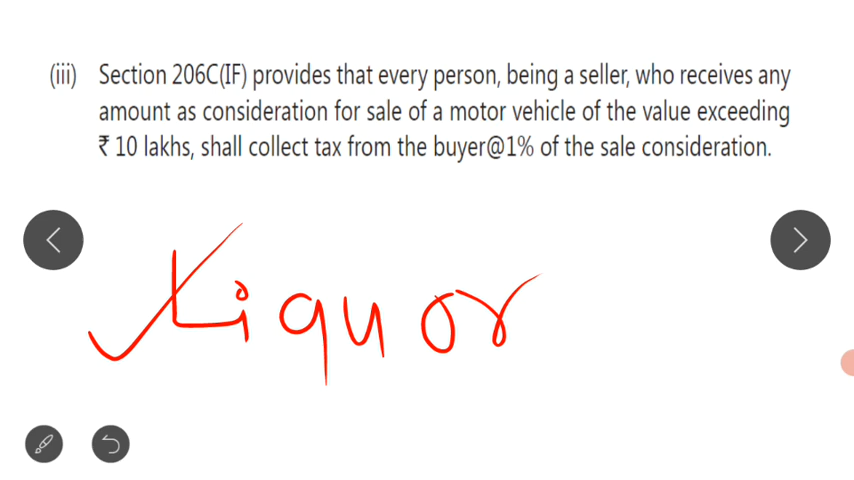 (iii) Section 206C(IF) provides that every person, being a seller, who receives any
amount as consideration for sale of a motor vehicle of the value exceeding
₹ 10 lakhs, shall collect tax from the buyer@1% of the sale consideration.
Liquor